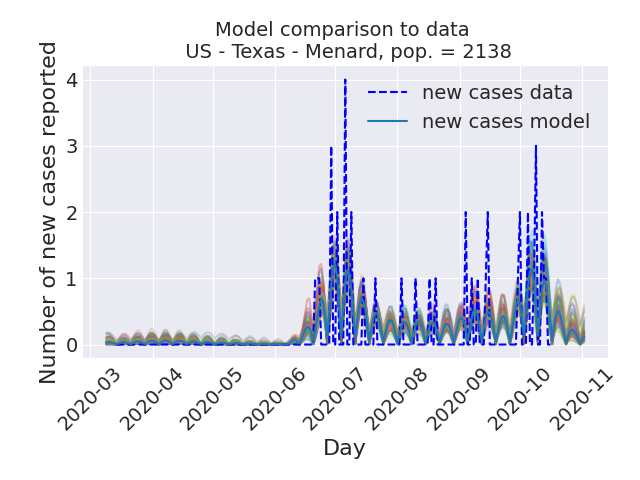 Model comparison to data
US - Texas - Menard, pop. = 2138
new cases data
new cases model
Number of new cases reported
4
3
2
1
0
2020-03
2020-04
2020-05
2020-06
2020-07
2020-08
2020-09
2020-10
2020-11
Day